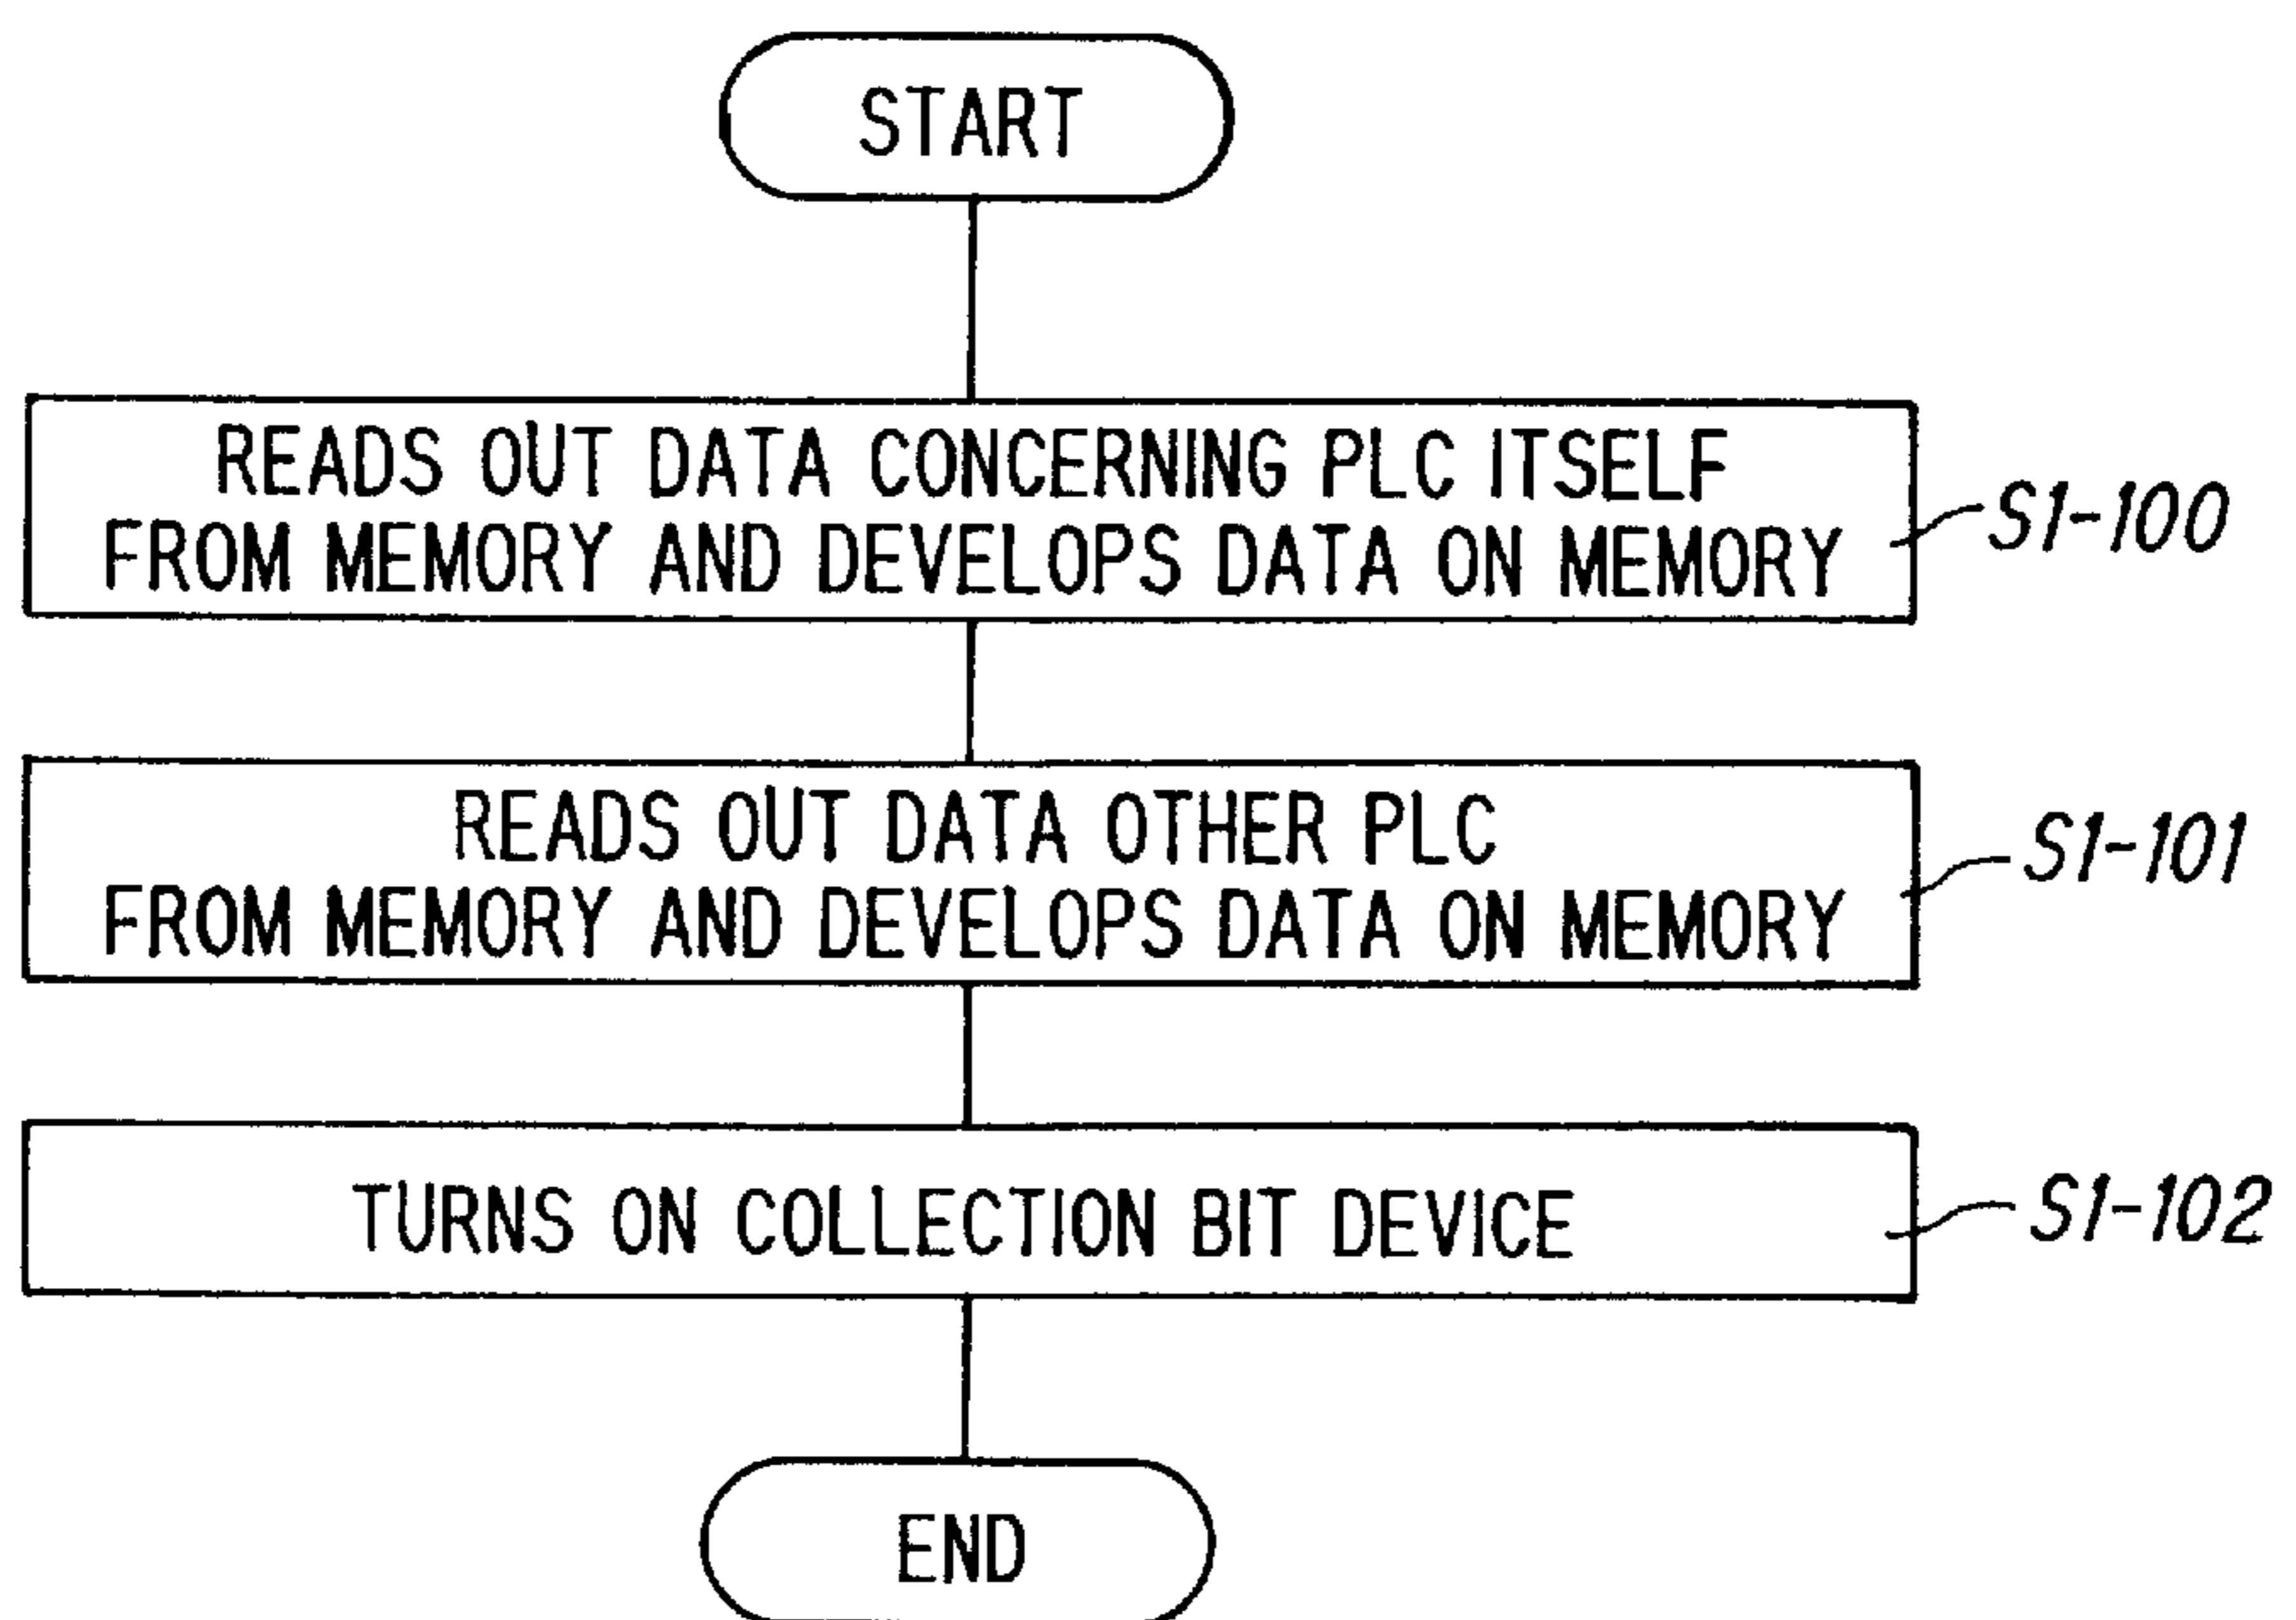 START
READS OUT DATA CONCERNING PLC ITSELF
FROM MEMORY AND DEVELOPS DATA ON MEMORY
S1-100
READS OUT DATA OTHER PLC
FROM MEMORY AND DEVELOPS DATA ON MEMORY
S1-101
TURNS ON COLLECTION BIT DEVICE
S1-102
END